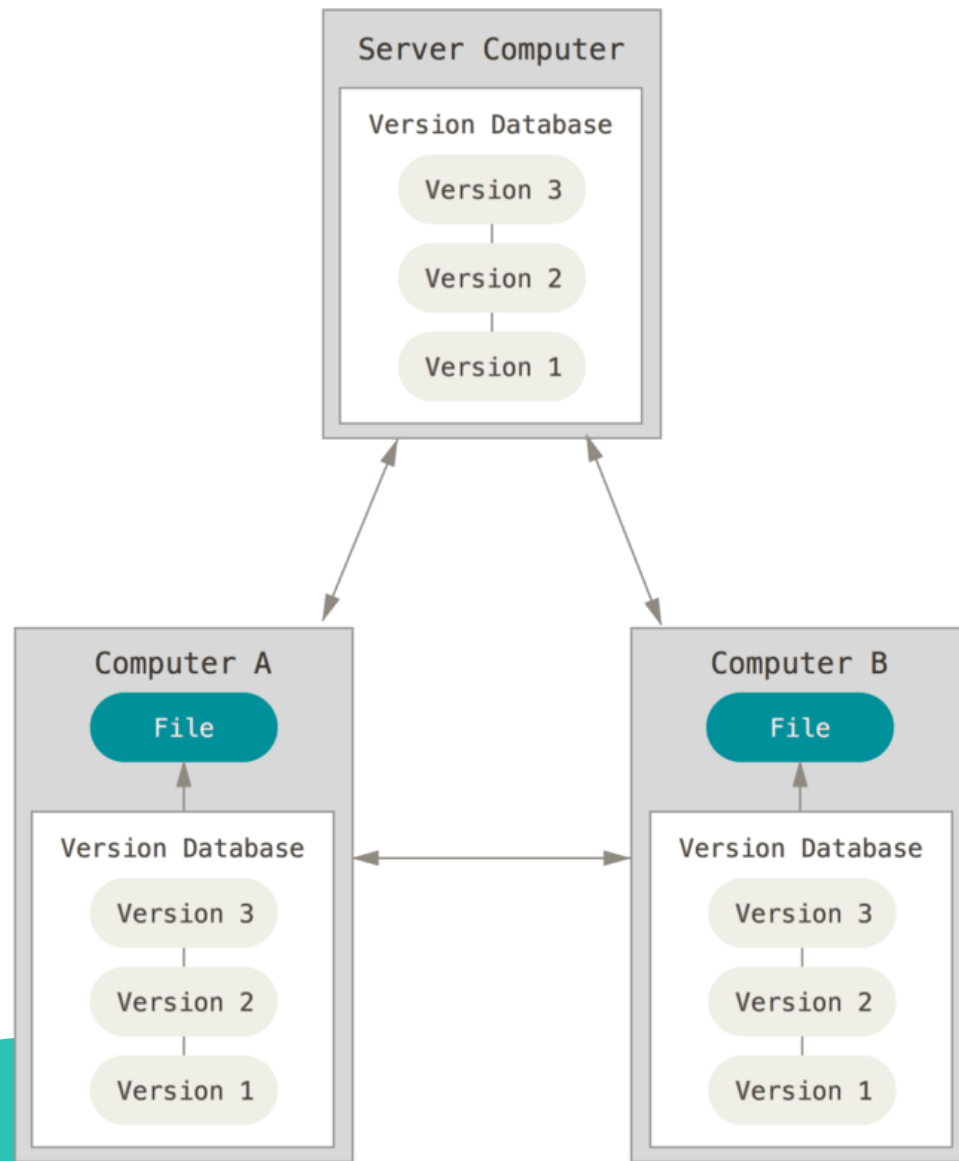 Server Computer
Version Database
Version 3
Version 2
Version 1
Computer A
File
Version Database
Version 3
Version 2
Version 1
Computer B
File
Version Database
Version 3
Version 2
Version 1